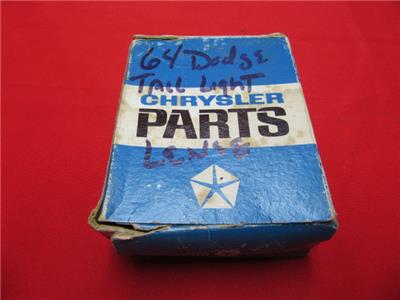 64 Dodge
TAIL LIGHT
CHRYSLER
PARTS
LENSE